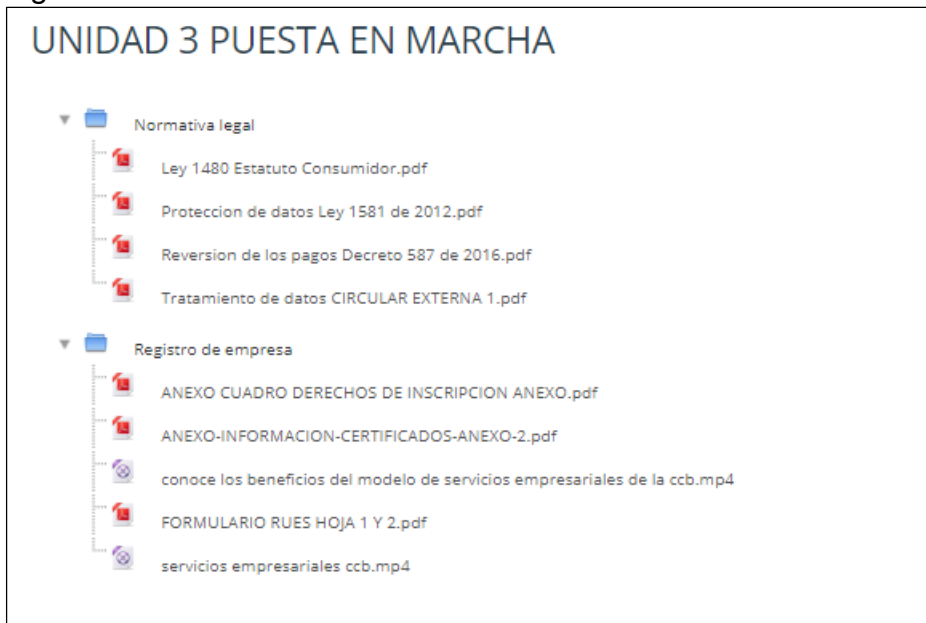 UNIDAD 3 PUESTA EN MARCHA
Normativa legal
Ley 1480 Estatuto Consumidor.pdf
Proteccion de datos Ley 1581 de 2012.pdf
Reversion de los pagos Decreto 587 de 2016.pdf
Tratamiento de datos CIRCULAR EXTERNA 1.pdf
Registro de empresa
ANEXO CUADRO DERECHOS DE INSCRIPCION ANEXO.pdf
ANEXO-INFORMACION-CERTIFICADOS-ANEXO-2.pdf
conoce los beneficios del modelo de servicios empresariales de la ccb.mp4
FORMULARIO RUES HOJA 1 Y 2.pdf
servicios empresariales ccb.mp4